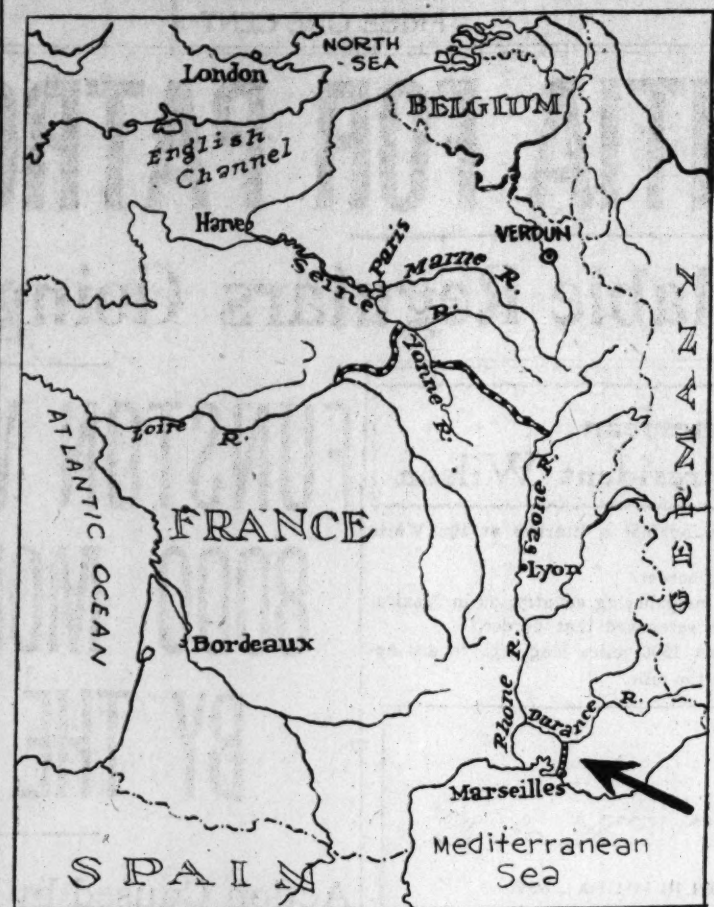 NORTH
SEA
London
BELGIUM
English
Channel
Harve
VERDUN
Paris
Seine
Marne R.
R.
Yonne R.
GERMANY
Loire R.
ATLANTIC OCEAN
Saone R.
FRANCE
Lyon
Bordeaux
Rhone R.
Durance R.
Marseilles
Mediterranean
Sea
SPAIN